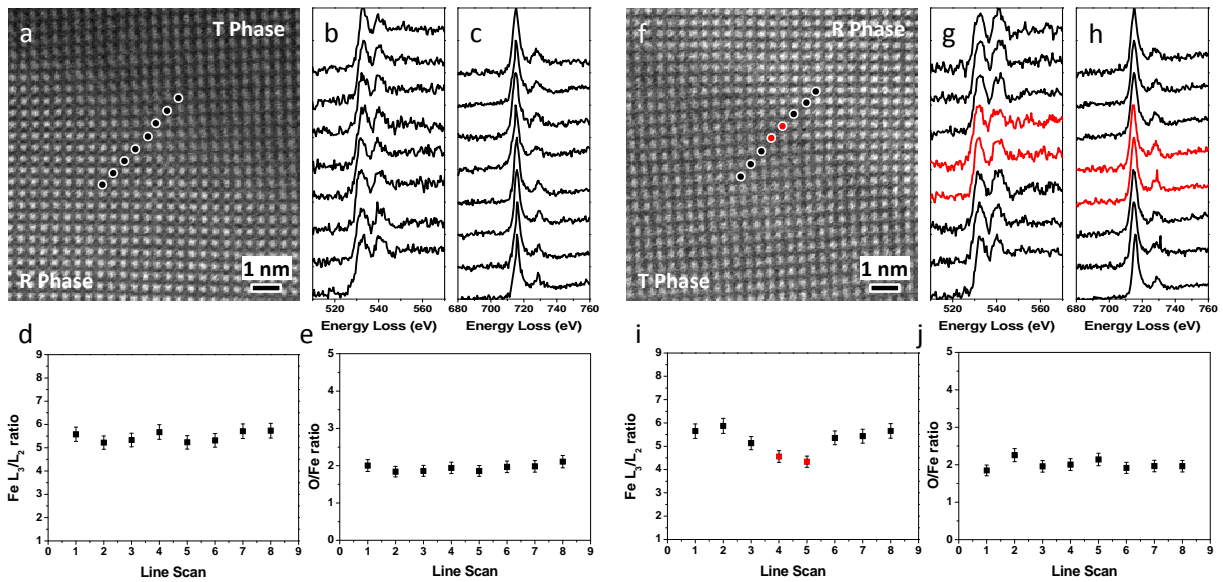 a
T Phase
R Phase
1 nm
b
510 540
Energy Loss (eV)
c
680 700 720 740 760
Energy Loss (eV)
f
R Phase
T Phase
1 nm
g
510 540
Energy Loss (eV)
h
680 700 720 740 760
Energy Loss (eV)
d
Fe L3/L2 ratio
9
8
7
6
5
4
3
2
1
0 1 2 3 4 5 6 7 8 9
Line Scan
e
O/Fe ratio
5
4
3
2
1
0
0 1 2 3 4 5 6 7 8 9
Line Scan
i
Fe L3/L2 ratio
9
8
7
6
5
4
3
2
1
0 1 2 3 4 5 6 7 8 9
Line Scan
j
O/Fe ratio
5
4
3
2
1
0
0 1 2 3 4 5 6 7 8 9
Line Scan